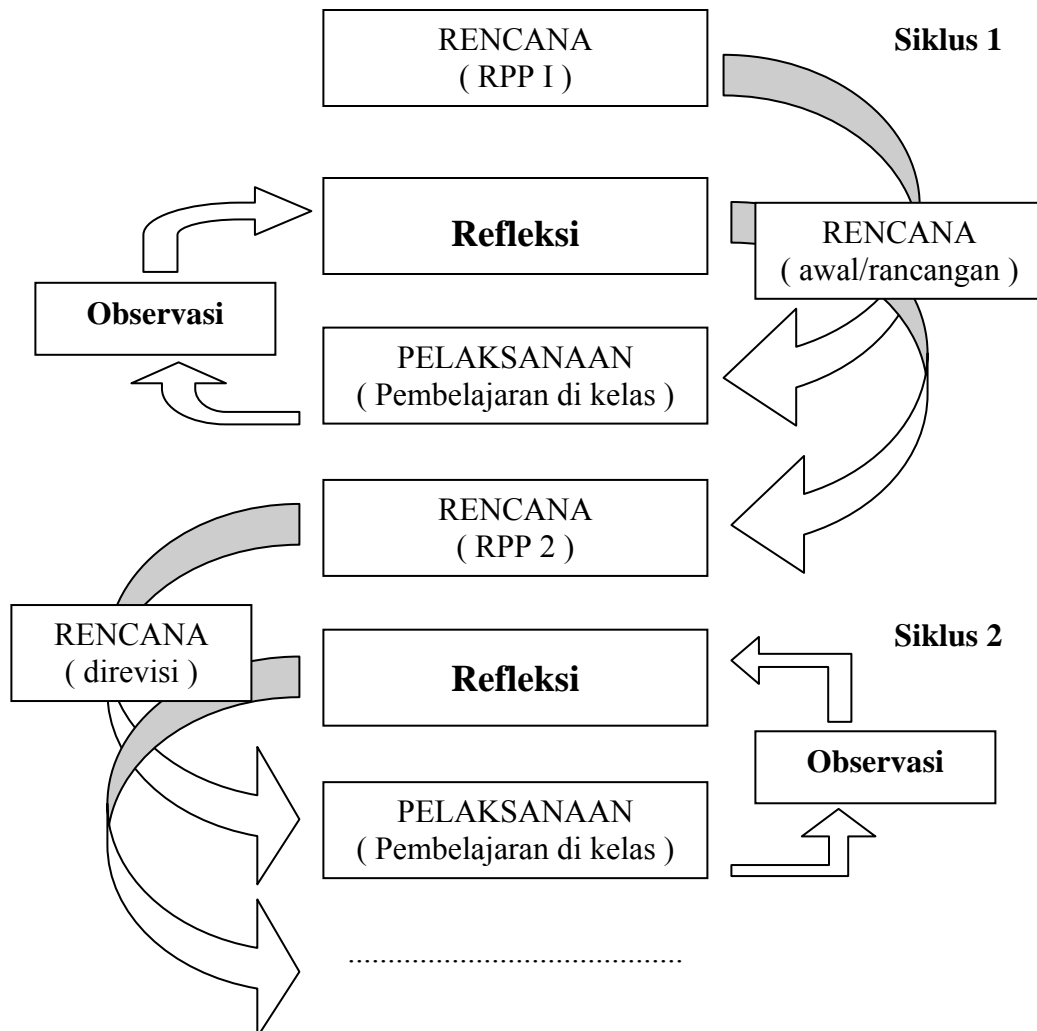 RENCANA
( RPP I )
Siklus 1
Refleksi
RENCANA
( awal/rancangan )
Observasi
PELAKSANAAN
( Pembelajaran di kelas )
RENCANA
( RPP 2 )
RENCANA
( direvisi )
Siklus 2
Refleksi
Observasi
PELAKSANAAN
( Pembelajaran di kelas )
........................................